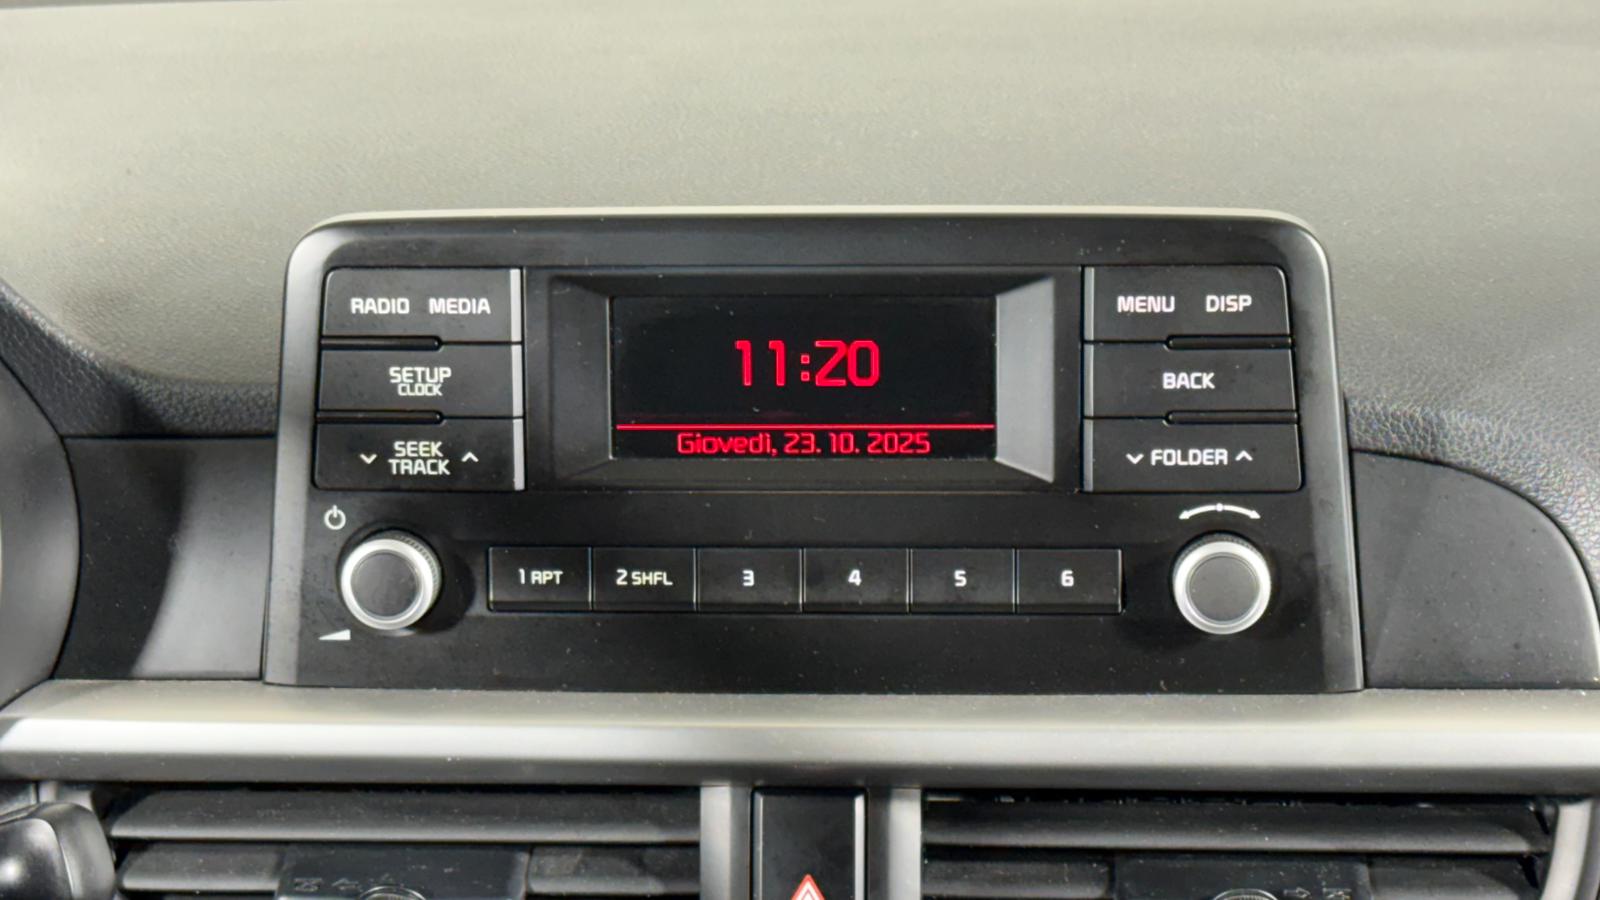 RADIO MEDIA
SETUP
CLOCK
SEEK
TRACK
11:20
Giovedì, 23. 10. 2025
MENU DISP
BACK
FOLDER
1 RPT 2 SHFL 3 4 5 6